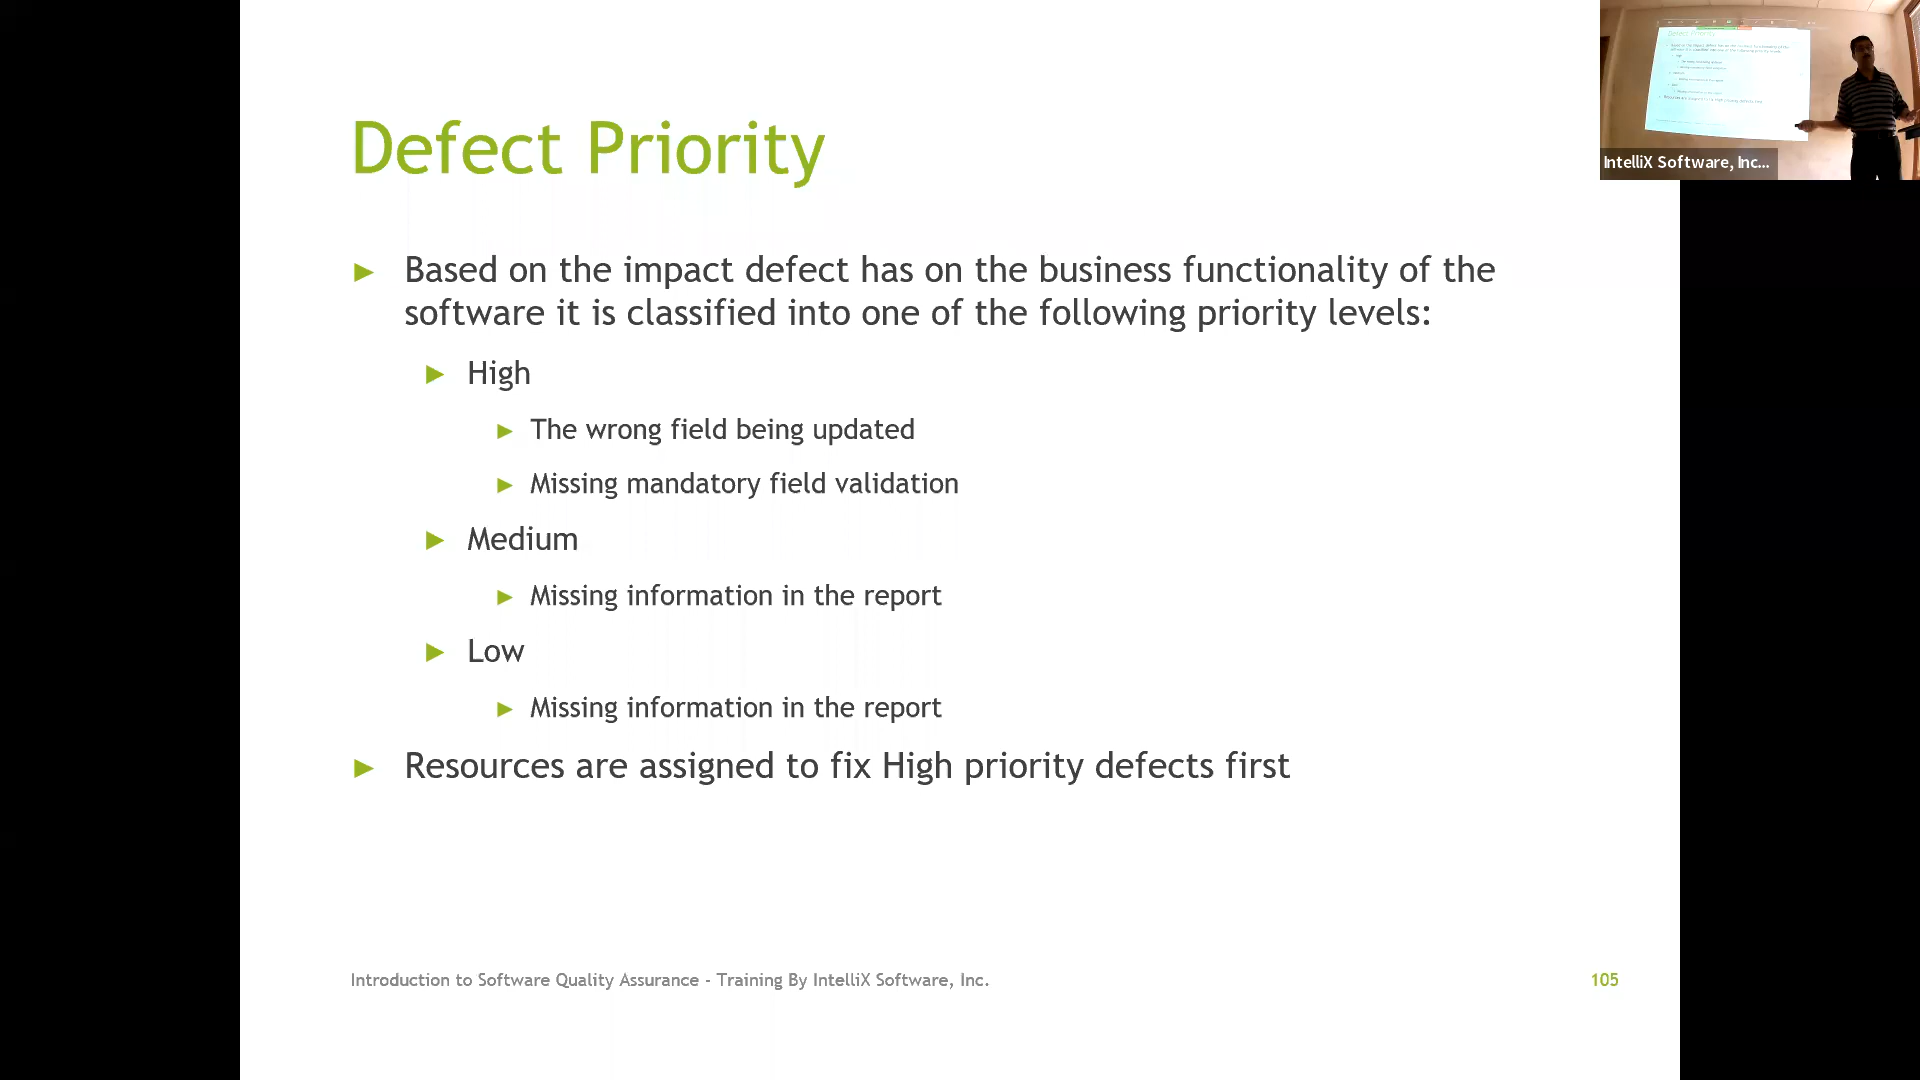 Defect Priority
Based on the impact defect has on the business functionality of the
software it is classified into one of the following priority levels:
High
The wrong field being updated
Missing mandatory field validation
Medium
Missing information in the report
Low
Missing information in the report
Resources are assigned to fix High priority defects first
Introduction to Software Quality Assurance - Training By IntelliX Software, Inc.
105
IntelliX Software, Inc...